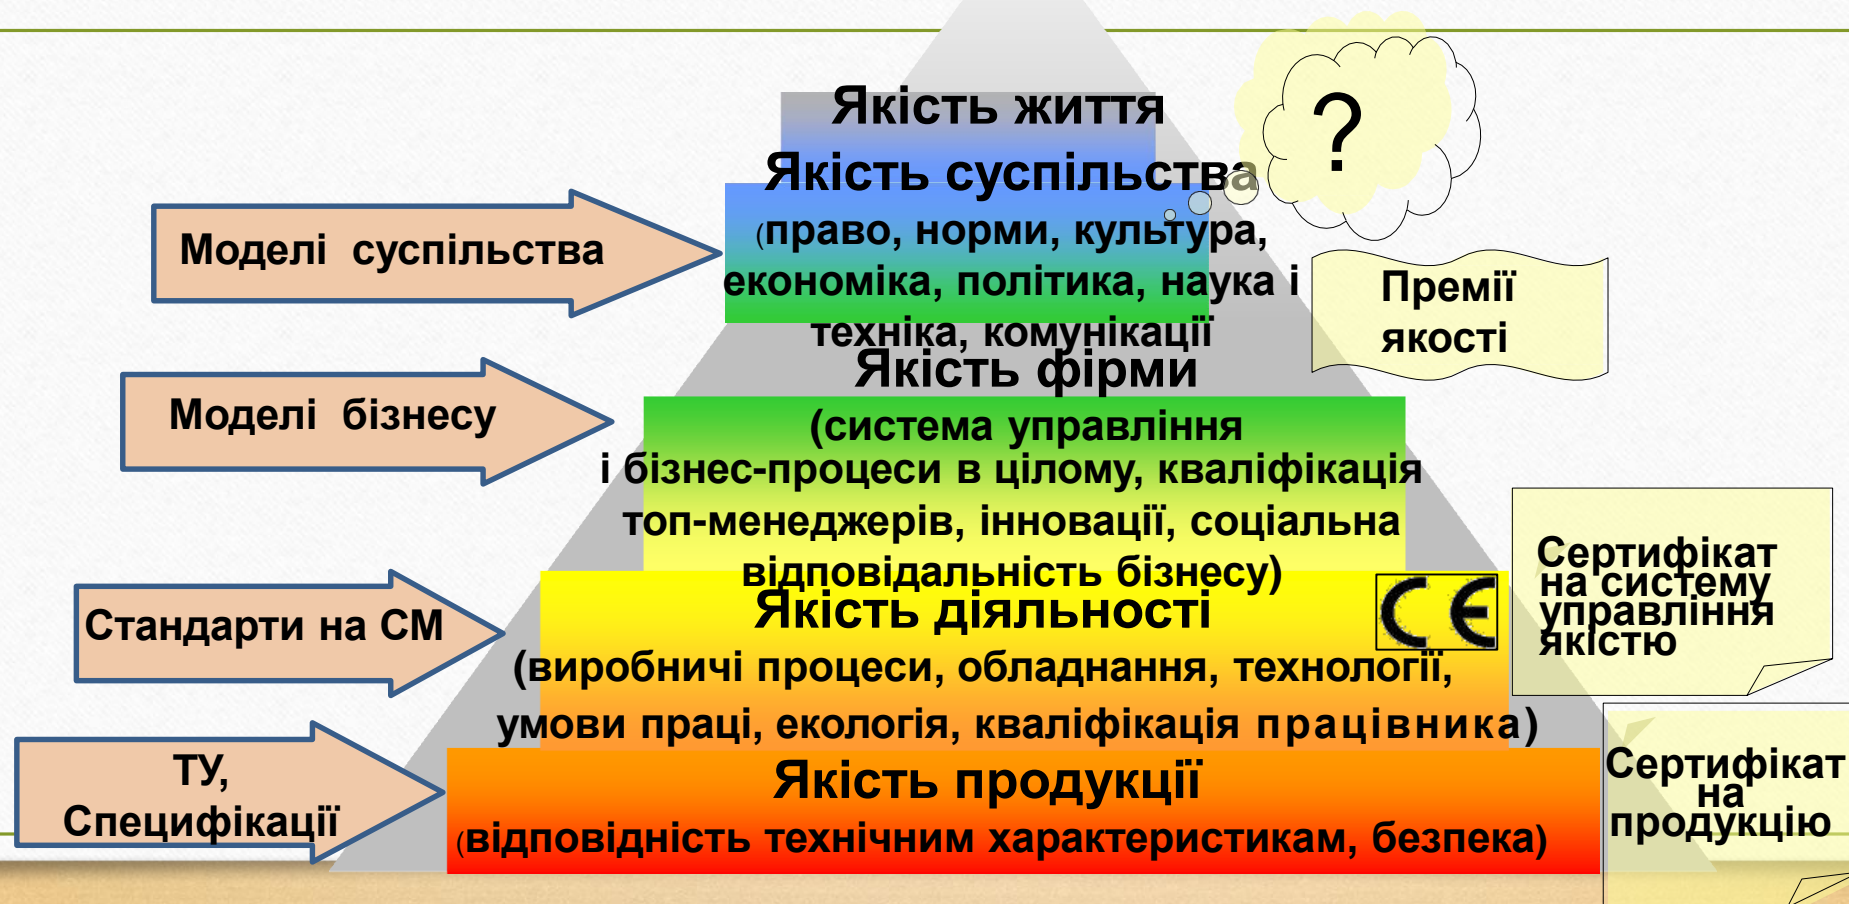 Якість життя
?
Якість суспільства
(право, норми, культура,
економіка, політика, наука і
техніка, комунікації
Моделі суспільства
Премії
якості
Якість фірми
(система управління
і бізнес-процеси в цілому, кваліфікація
топ-менеджерів, інновації, соціальна
відповідальність бізнесу)
Моделі бізнесу
Якість діяльності
(виробничі процеси, обладнання, технології,
умови праці, екологія, кваліфікація працівника)
CE
Стандарти на СМ
Сертифікат
на систему
управління
якістю
Якість продукції
(відповідність технічним характеристикам, безпека)
ТУ,
Специфікації
Сертифікат
на
продукцію